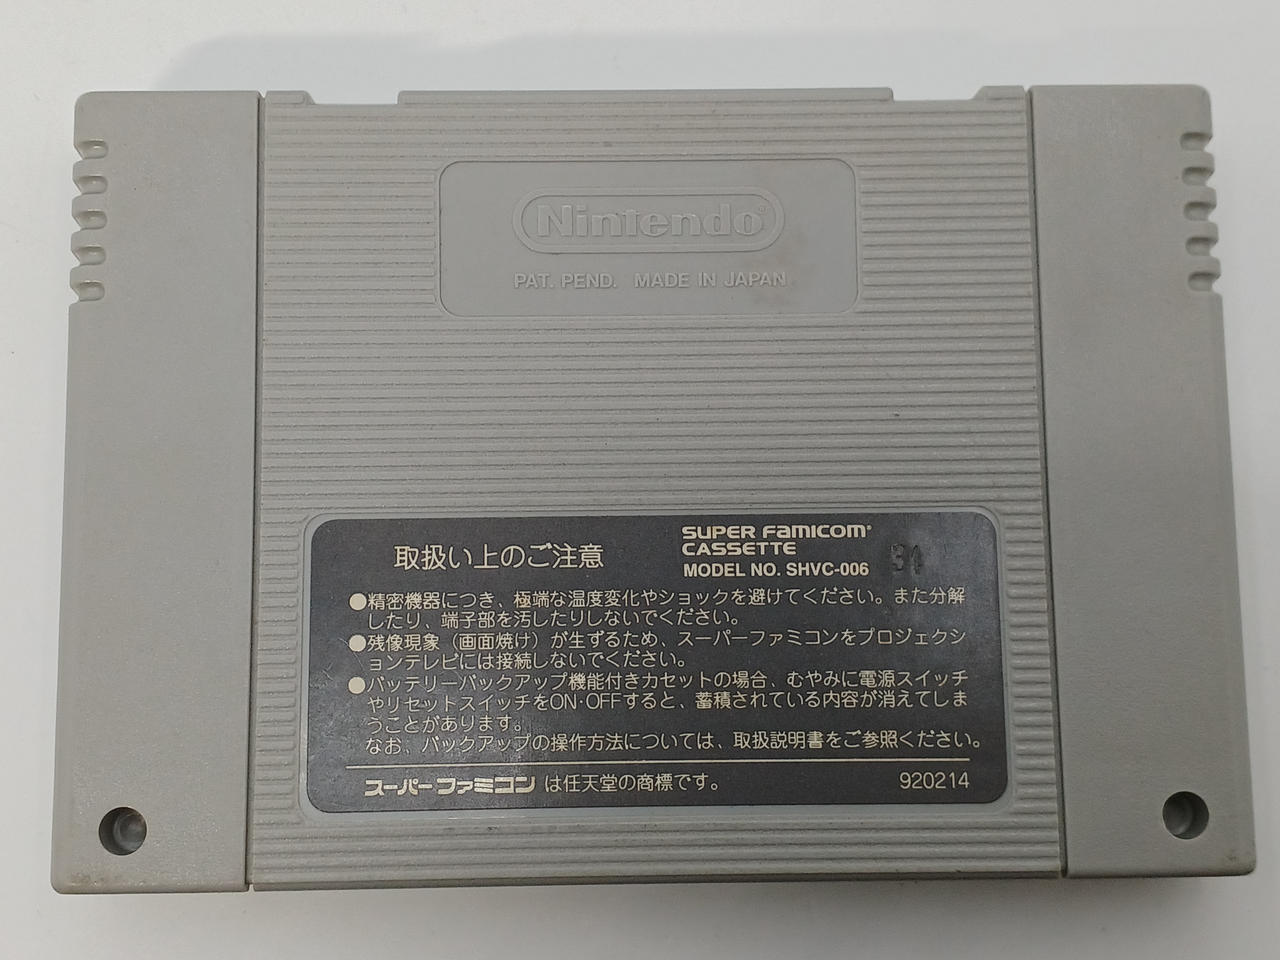 Nintendo®
PAT. PEND. MADE IN JAPAN
取扱い上のご注意
SUPER FAMICOM®
CASSETTE
MODEL NO. SHVC-006
34
●精密機器につき、極端な温度変化やショックを避けてください。また分解
したり、端子部を汚したりしないでください。
●残像現象（画面焼け）が生ずるため、スーパーファミコンをプロジェクシ
ョンテレビには接続しないでください。
●バッテリーバックアップ機能付きカセットの場合、むやみに電源スイッチ
やリセットスイッチをON・OFFすると、蓄積されている内容が消えてしま
うことがあります。
なお、バックアップの操作方法については、取扱説明書をご参照ください。
スーパーファミコンは任天堂の商標です。
920214